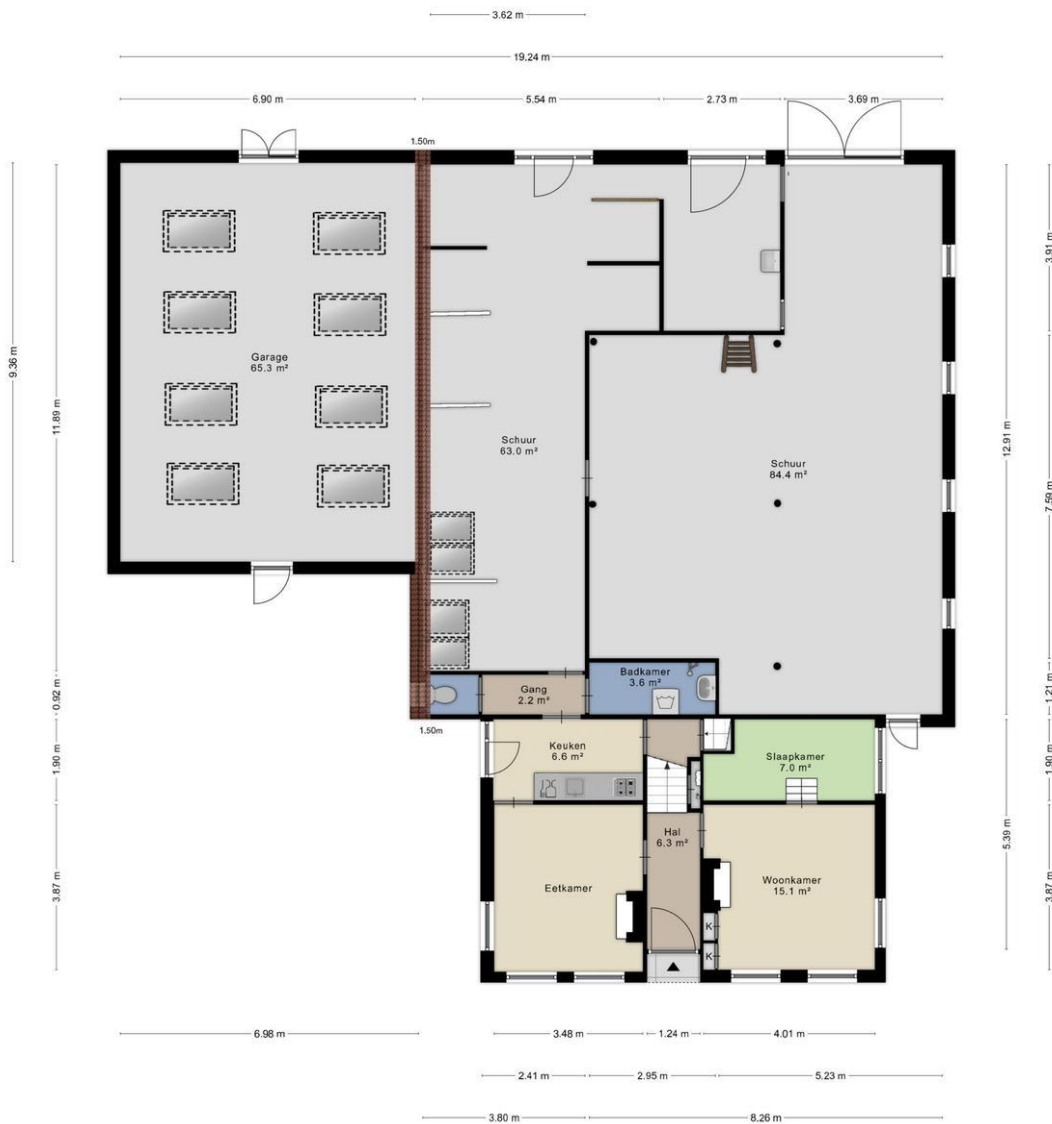 3.62 m
19.24 m
6.90 m
5.54 m
2.73 m
3.69 m
1.50m
9.36 m
11.89 m
12.91 m
3.91 m
Garage
65.3 m²
Schuur
63.0 m²
Schuur
84.4 m²
7.59 m
Badkamer
3.6 m²
Gang
2.2 m²
0.92 m
1.21 m
1.50m
Keuken
6.6 m²
Slaapkamer
7.0 m²
1.90 m
1.90 m
Hal
6.3 m²
Eetkamer
Woonkamer
15.1 m²
3.87 m
5.39 m
3.87 m
K
K
6.98 m
3.48 m
1.24 m
4.01 m
2.41 m
2.95 m
5.23 m
3.80 m
8.26 m